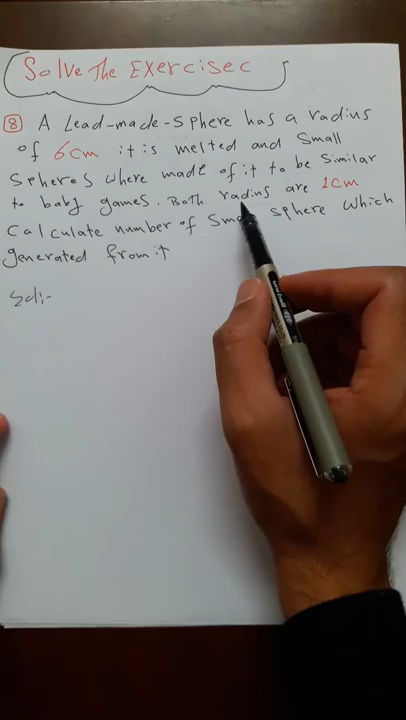 Solve The Exercisec
8 A Lead-made-sphere has a radius
of 6cm it is melted and small
spheres where made of it to be similar
to baby games. Both radius are 1cm
Calculate number of small sphere which
generated from it
Sol:-